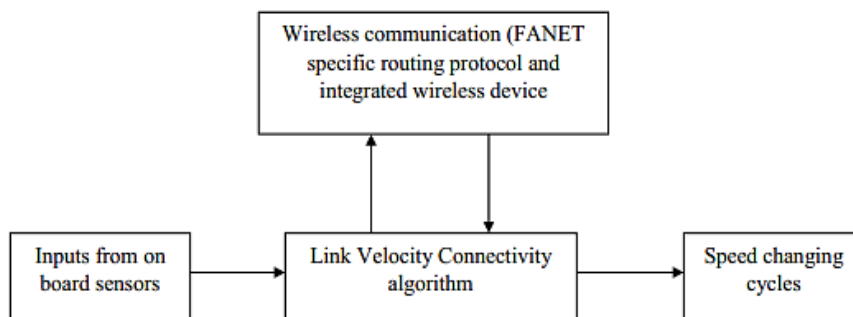 Wireless communication (FANET
specific routing protocol and
integrated wireless device
Inputs from on
board sensors
Link Velocity Connectivity
algorithm
Speed changing
cycles